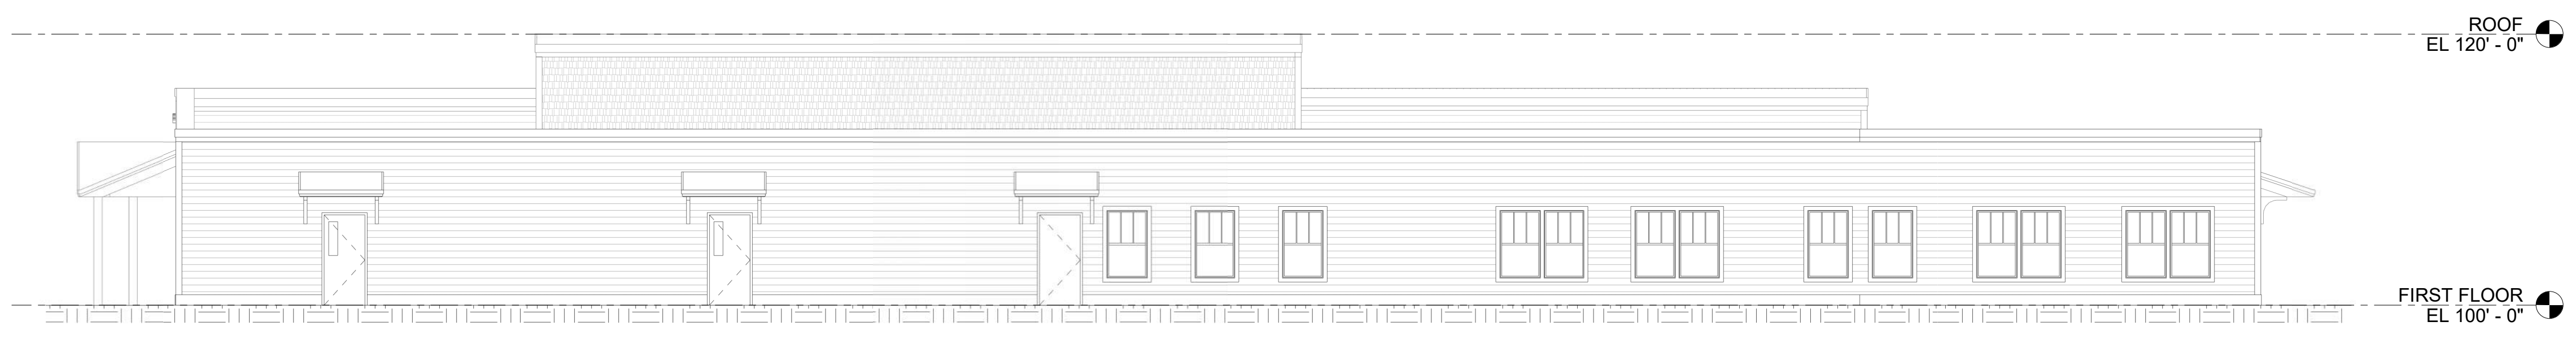 ROOF
EL 120' - 0"
FIRST FLOOR
EL 100' - 0"